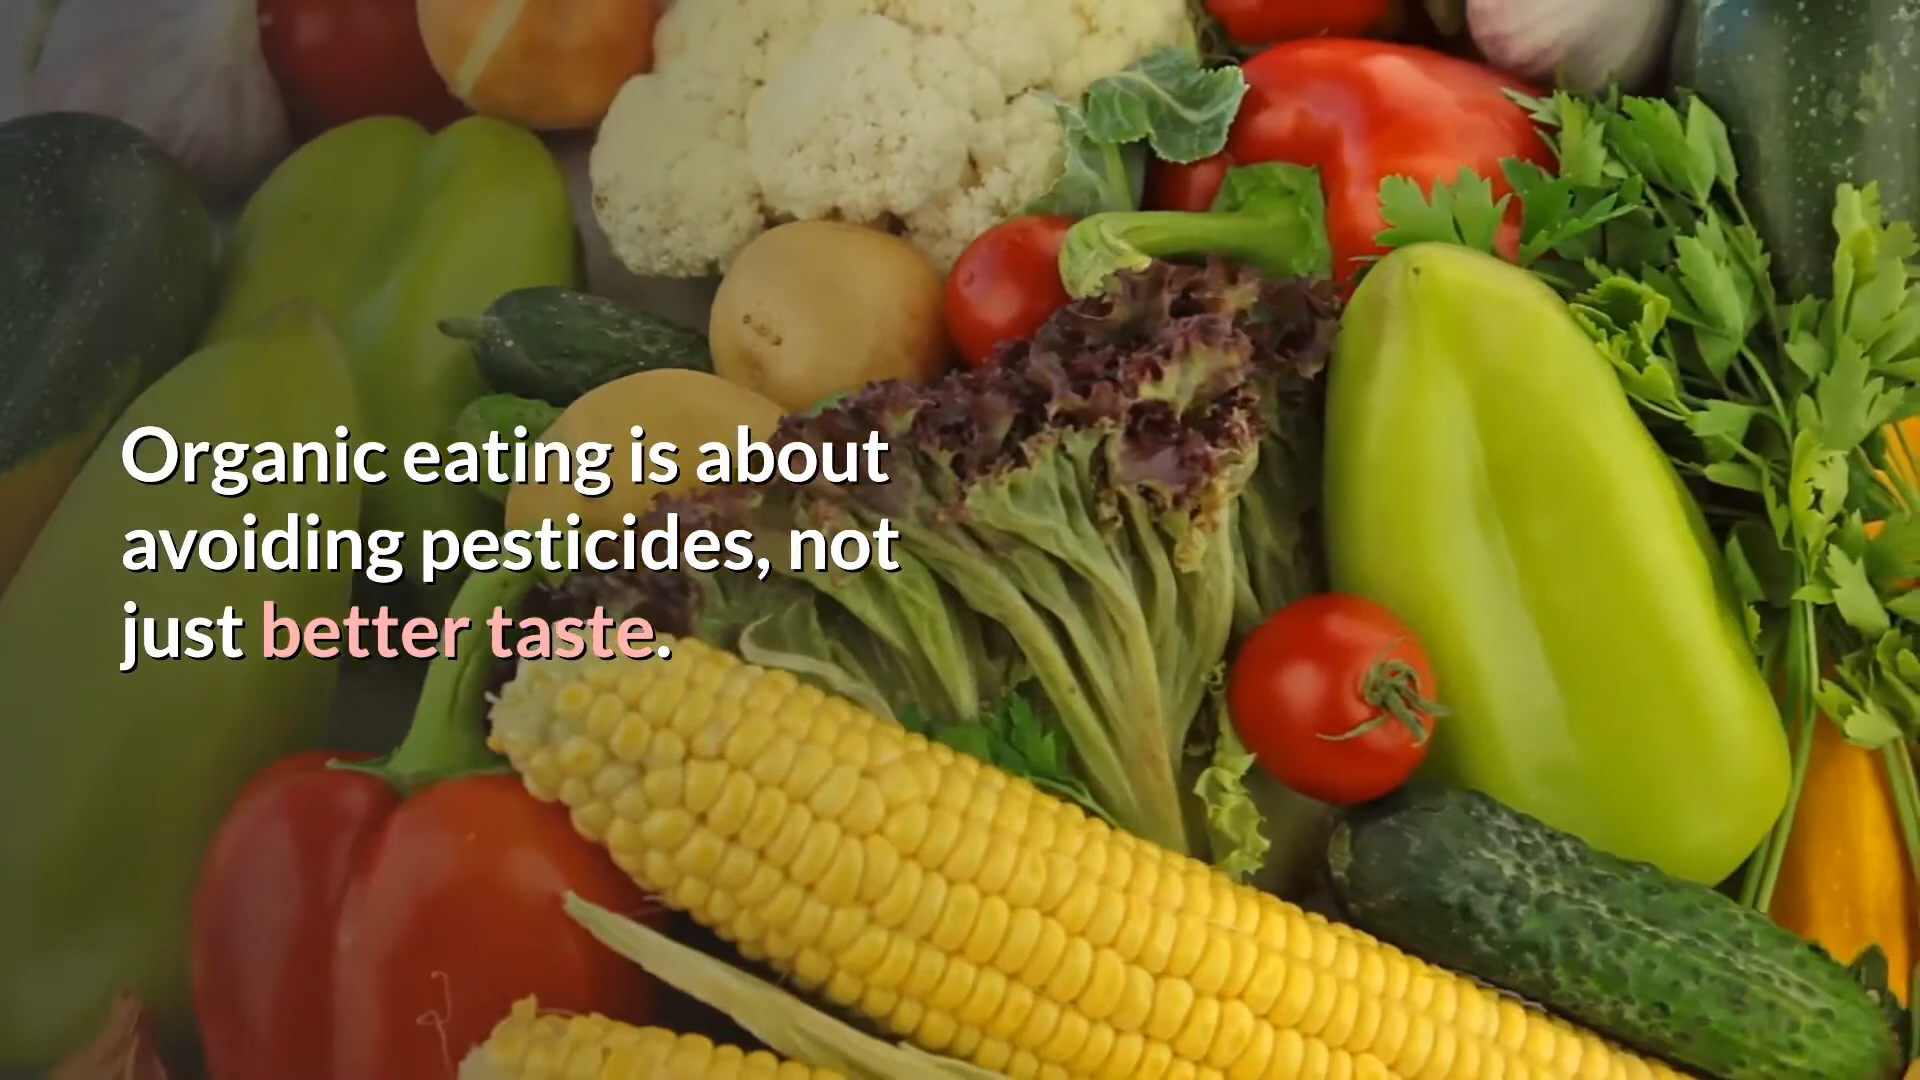 Organic eating is about
avoiding pesticides, not
just better taste.